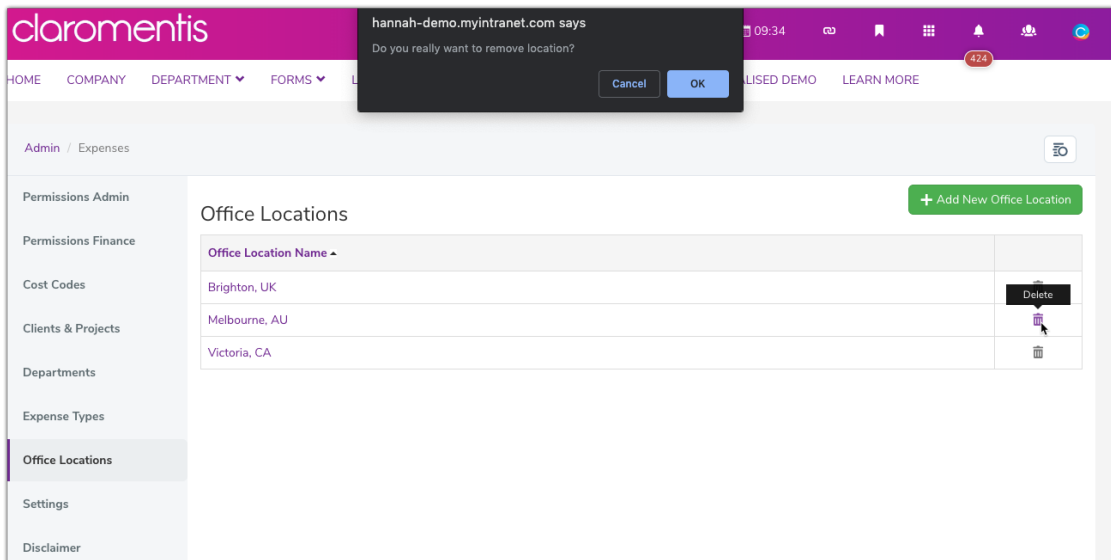 claromentis
hannah-demo.myintranet.com says
Do you really want to remove location?
Cancel OK
09:34
424
HOME COMPANY DEPARTMENT FORMS LISED DEMO LEARN MORE
Admin / Expenses
Permissions Admin
Permissions Finance
Cost Codes
Clients & Projects
Departments
Expense Types
Office Locations
Settings
Disclaimer
Office Locations
+ Add New Office Location
Office Location Name
Brighton, UK
Delete
Melbourne, AU
Victoria, CA